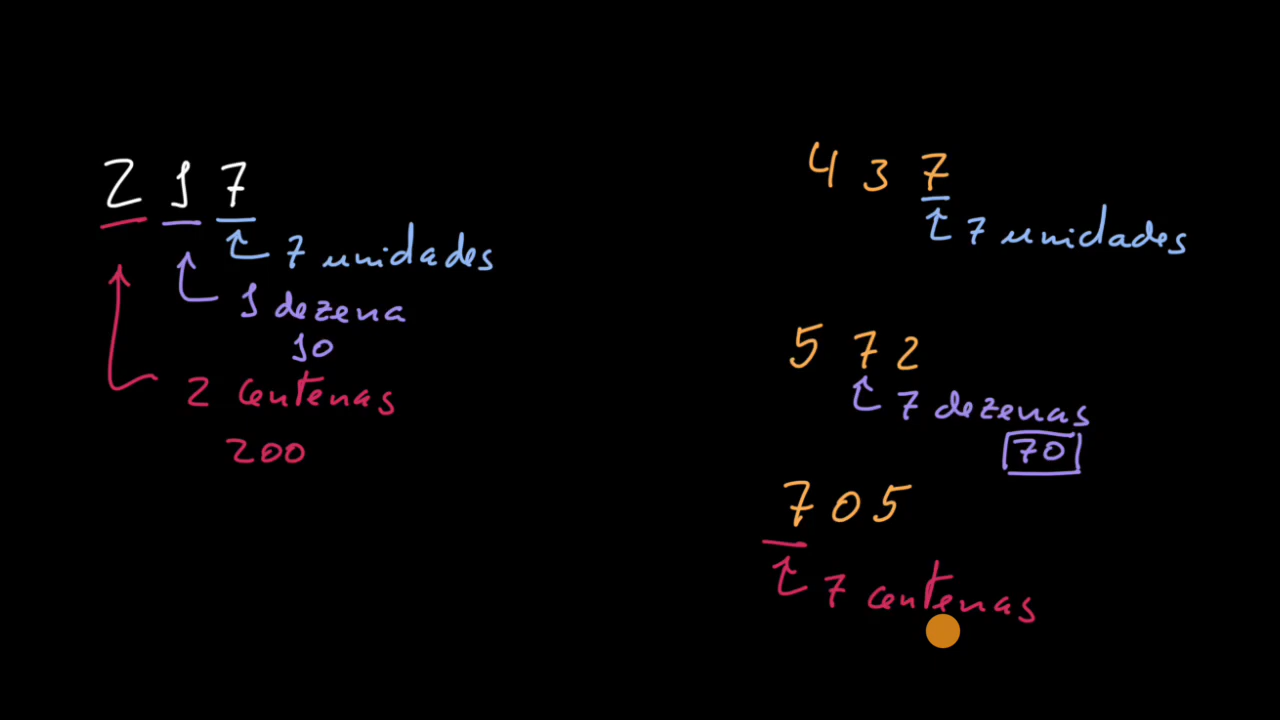 2 1 7
7 unidades
1 dezena
10
2 centenas
200
4 3 7
7 unidades
5 7 2
7 dezenas
70
7 0 5
7 centenas